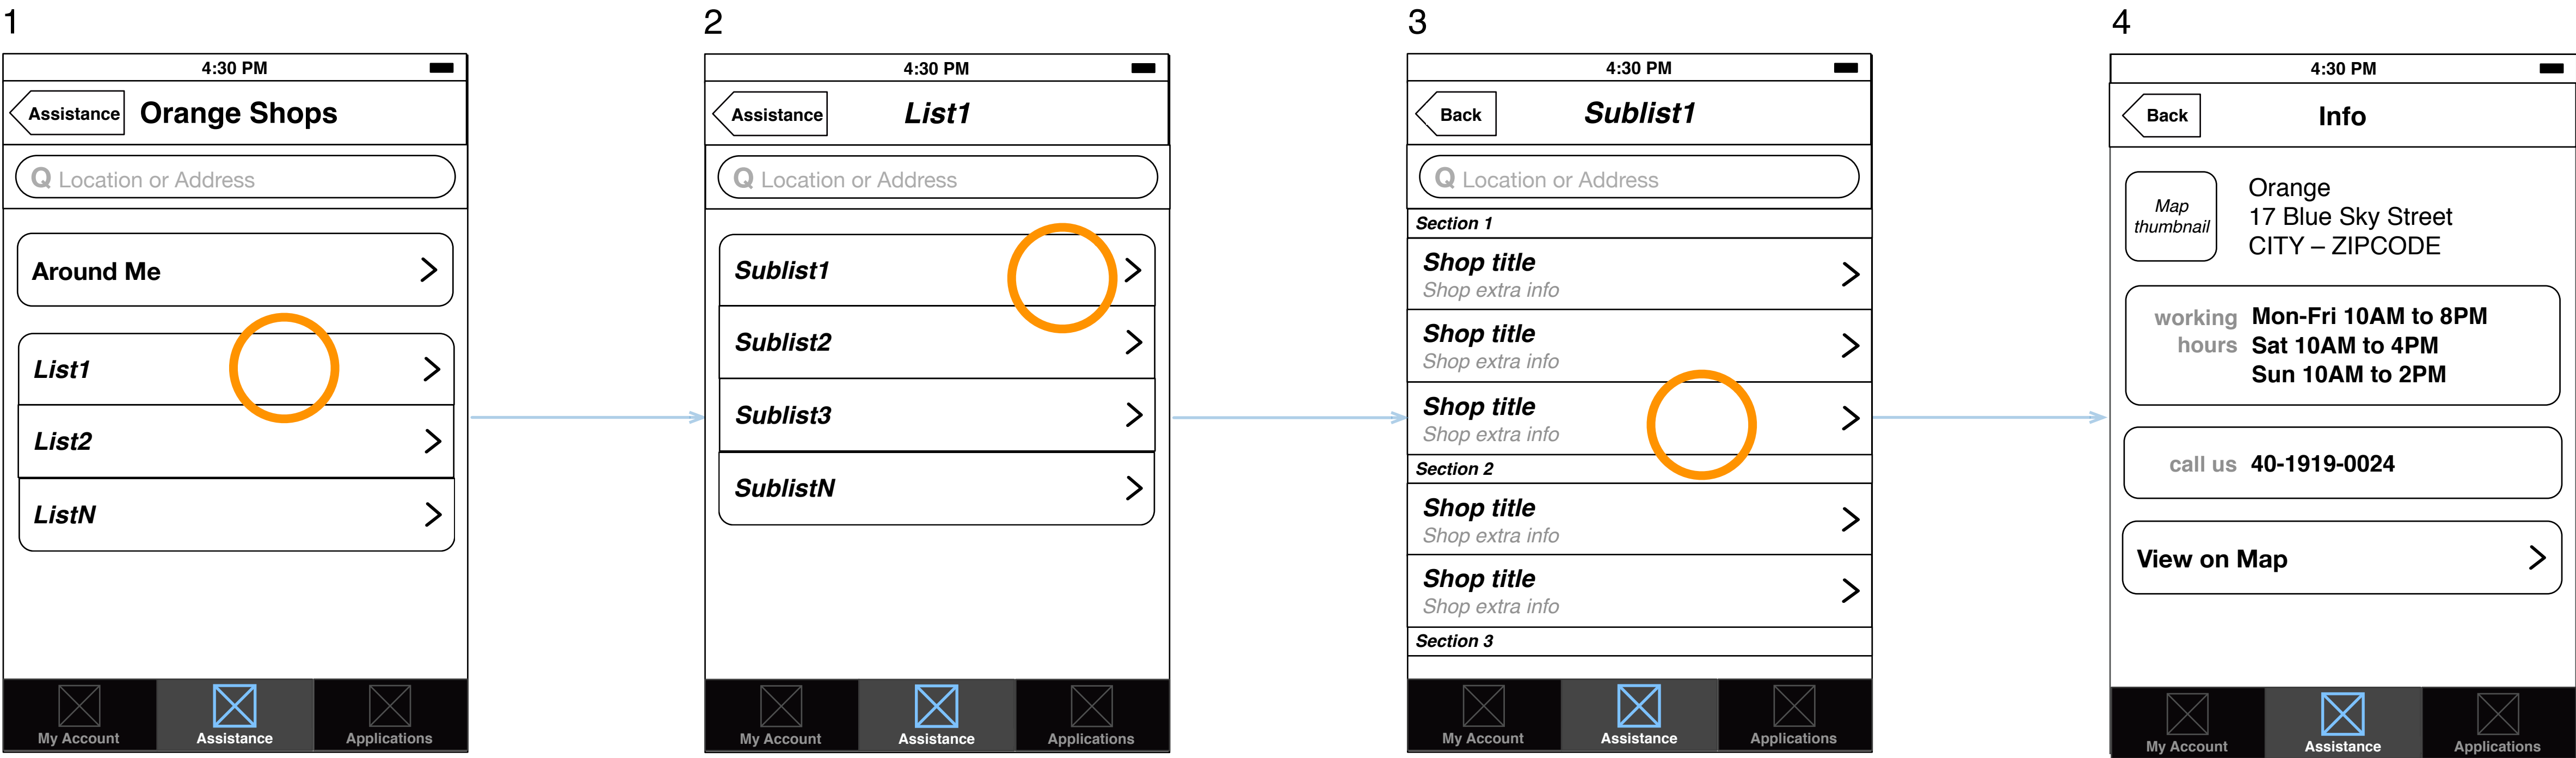 1
4:30 PM
Assistance
Orange Shops
Q Location or Address
Around Me
List1
List2
ListN
My Account
Assistance
Applications
2
4:30 PM
Assistance
List1
Q Location or Address
Sublist1
Sublist2
Sublist3
SublistN
My Account
Assistance
Applications
3
4:30 PM
Back
Sublist1
Q Location or Address
Section 1
Shop title
Shop extra info
Shop title
Shop extra info
Shop title
Shop extra info
Section 2
Shop title
Shop extra info
Shop title
Shop extra info
Section 3
My Account
Assistance
Applications
4
4:30 PM
Back
Info
Map
thumbnail
Orange
17 Blue Sky Street
CITY – ZIPCODE
working
hours
Mon-Fri 10AM to 8PM
Sat 10AM to 4PM
Sun 10AM to 2PM
call us 40-1919-0024
View on Map
My Account
Assistance
Applications